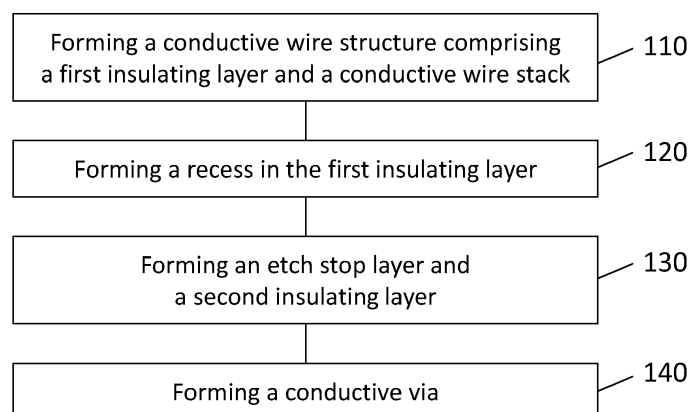 Forming a conductive wire structure comprising
a first insulating layer and a conductive wire stack
110
Forming a recess in the first insulating layer
120
Forming an etch stop layer and
a second insulating layer
130
Forming a conductive via
140